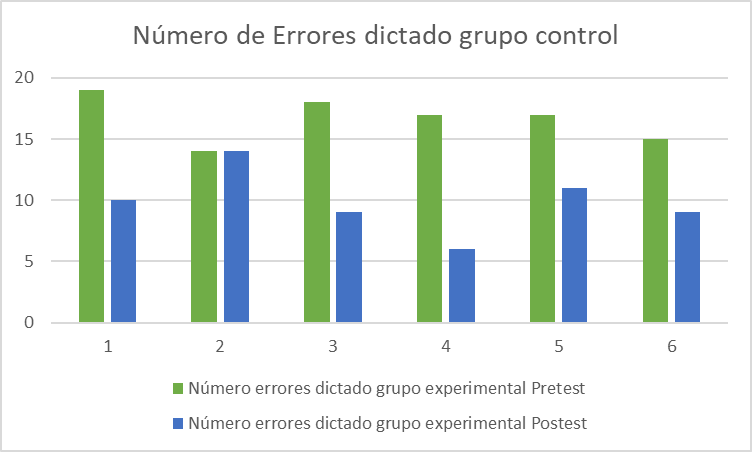 Número de Errores dictado grupo control
20
15
10
5
0
1 2 3 4 5 6
Número errores dictado grupo experimental Pretest
Número errores dictado grupo experimental Postest